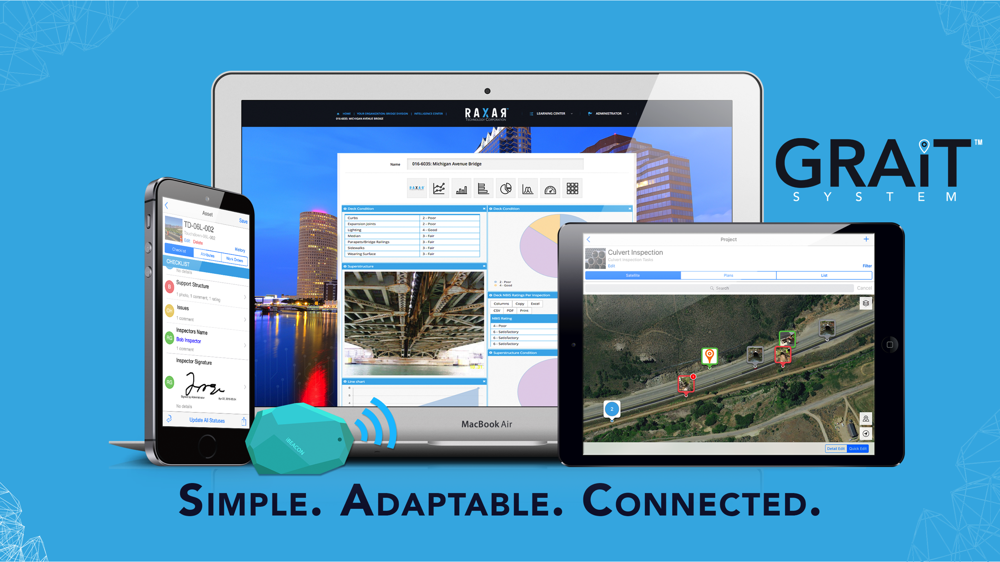 HOME | YOUR ORGANIZATION: BRIDGE DIVISION | INTELLIGENCE CENTER |
016-6035: MICHIGAN AVENUE BRIDGE
RAXAR™
TECHNOLOGY CORPORATION
LEARNING CENTER
ADMINISTRATOR
Name
016-6035: Michigan Avenue Bridge
RAXAR
Deck Condition
Curbs 2 - Poor
Expansion Joints 2 - Poor
Lighting 4 - Good
Median 3 - Fair
Parapets/Bridge Railings 3 - Fair
Sidewalks 3 - Fair
Wearing Surface 3 - Fair
Superstructure
10.31
Line chart
6
5
4
Deck Condition
2 - Poor
4 - Good
Deck NBIS Ratings Per Inspection
Columns Copy Excel
CSV PDF Print
NBIS Rating
4 - Poor
6 - Satisfactory
6 - Satisfactory
6 - Satisfactory
Superstructure Condition
MacBook Air
GRAiT™
SYSTEM
Asset
Save
TD-06L-002
Touchdown-06L-002
Edit Delete
History
Checklist Attributes Work Orders
CHECKLIST
No details
B
Support Structure
1 photo, 1 comment, 1 rating
OH
Issues
1 comment
RG
Inspectors Name
Bob Inspector
1 comment
Inspector Signature
RG
Signed by Administrator Apr 22, 2016 05:54
No details
Update All Statuses
iBEACON
Project
+
Culvert Inspection
Culvert Inspection Tasks
Edit
Filter
Satellite Plans List
Search
Cancel
1
2
Detail Edit Quick Edit
SIMPLE. ADAPTABLE. CONNECTED.